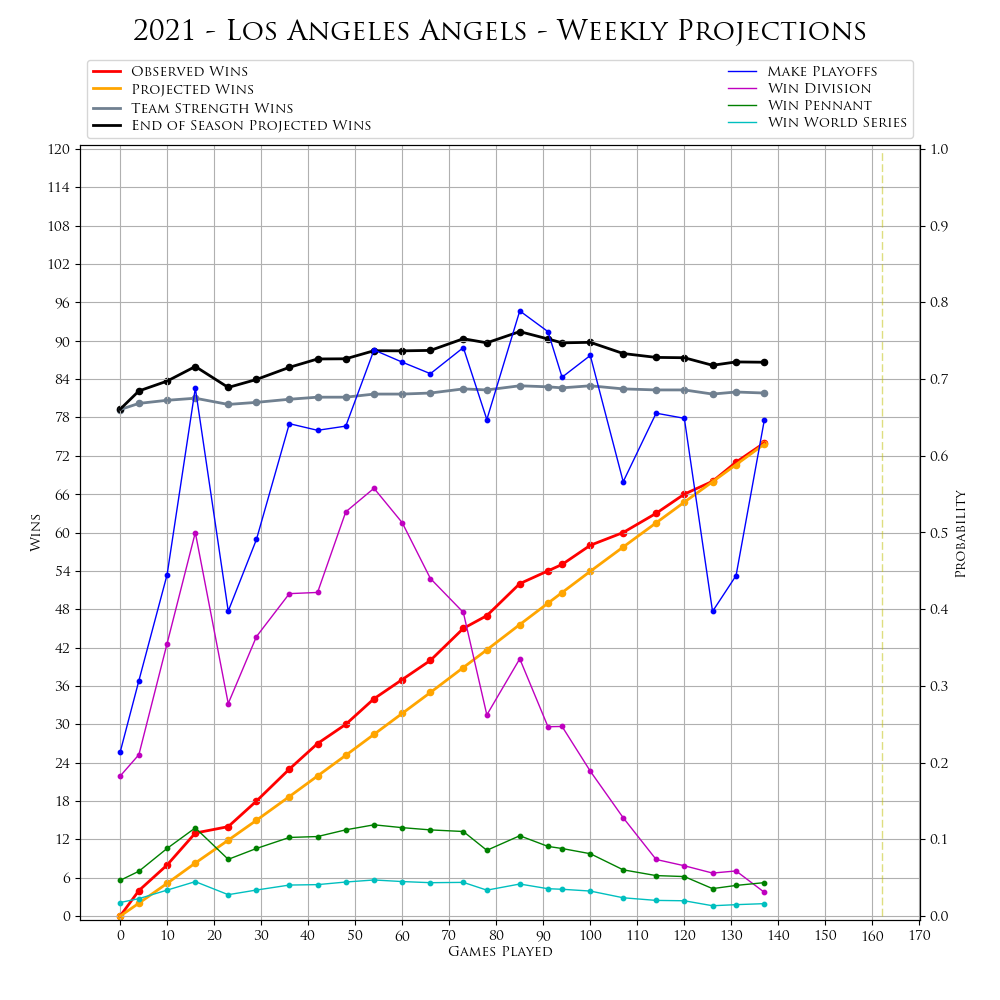 2021 - Los Angeles Angels - Weekly Projections
Observed Wins
Projected Wins
Team Strength Wins
End of Season Projected Wins
Make Playoffs
Win Division
Win Pennant
Win World Series
120
114
108
102
96
90
84
78
72
66
60
54
48
42
36
30
24
18
12
6
0
Wins
1.0
0.9
0.8
0.7
0.6
0.5
0.4
0.3
0.2
0.1
0.0
Probability
0 10 20 30 40 50 60 70 80 90 100 110 120 130 140 150 160 170
Games Played